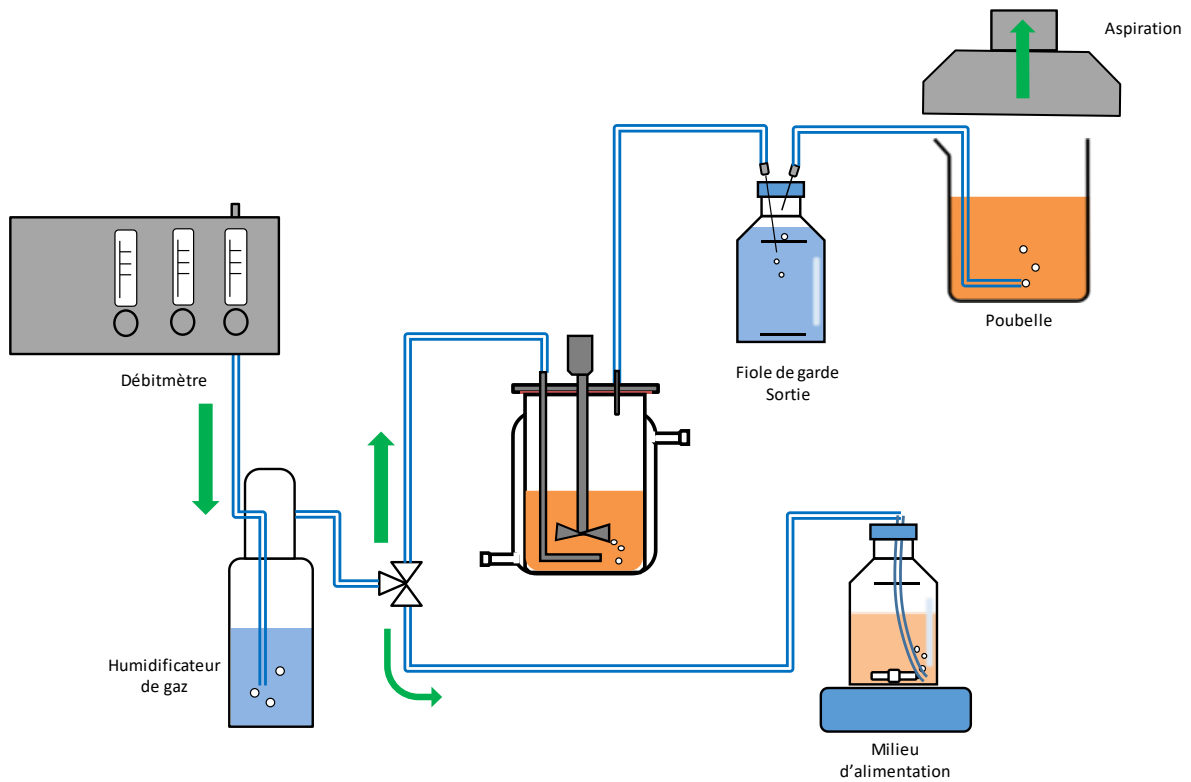 Aspiration
Poubelle
Débitmètre
Fiole de garde
Sortie
Humidificateur
de gaz
Milieu
d’alimentation